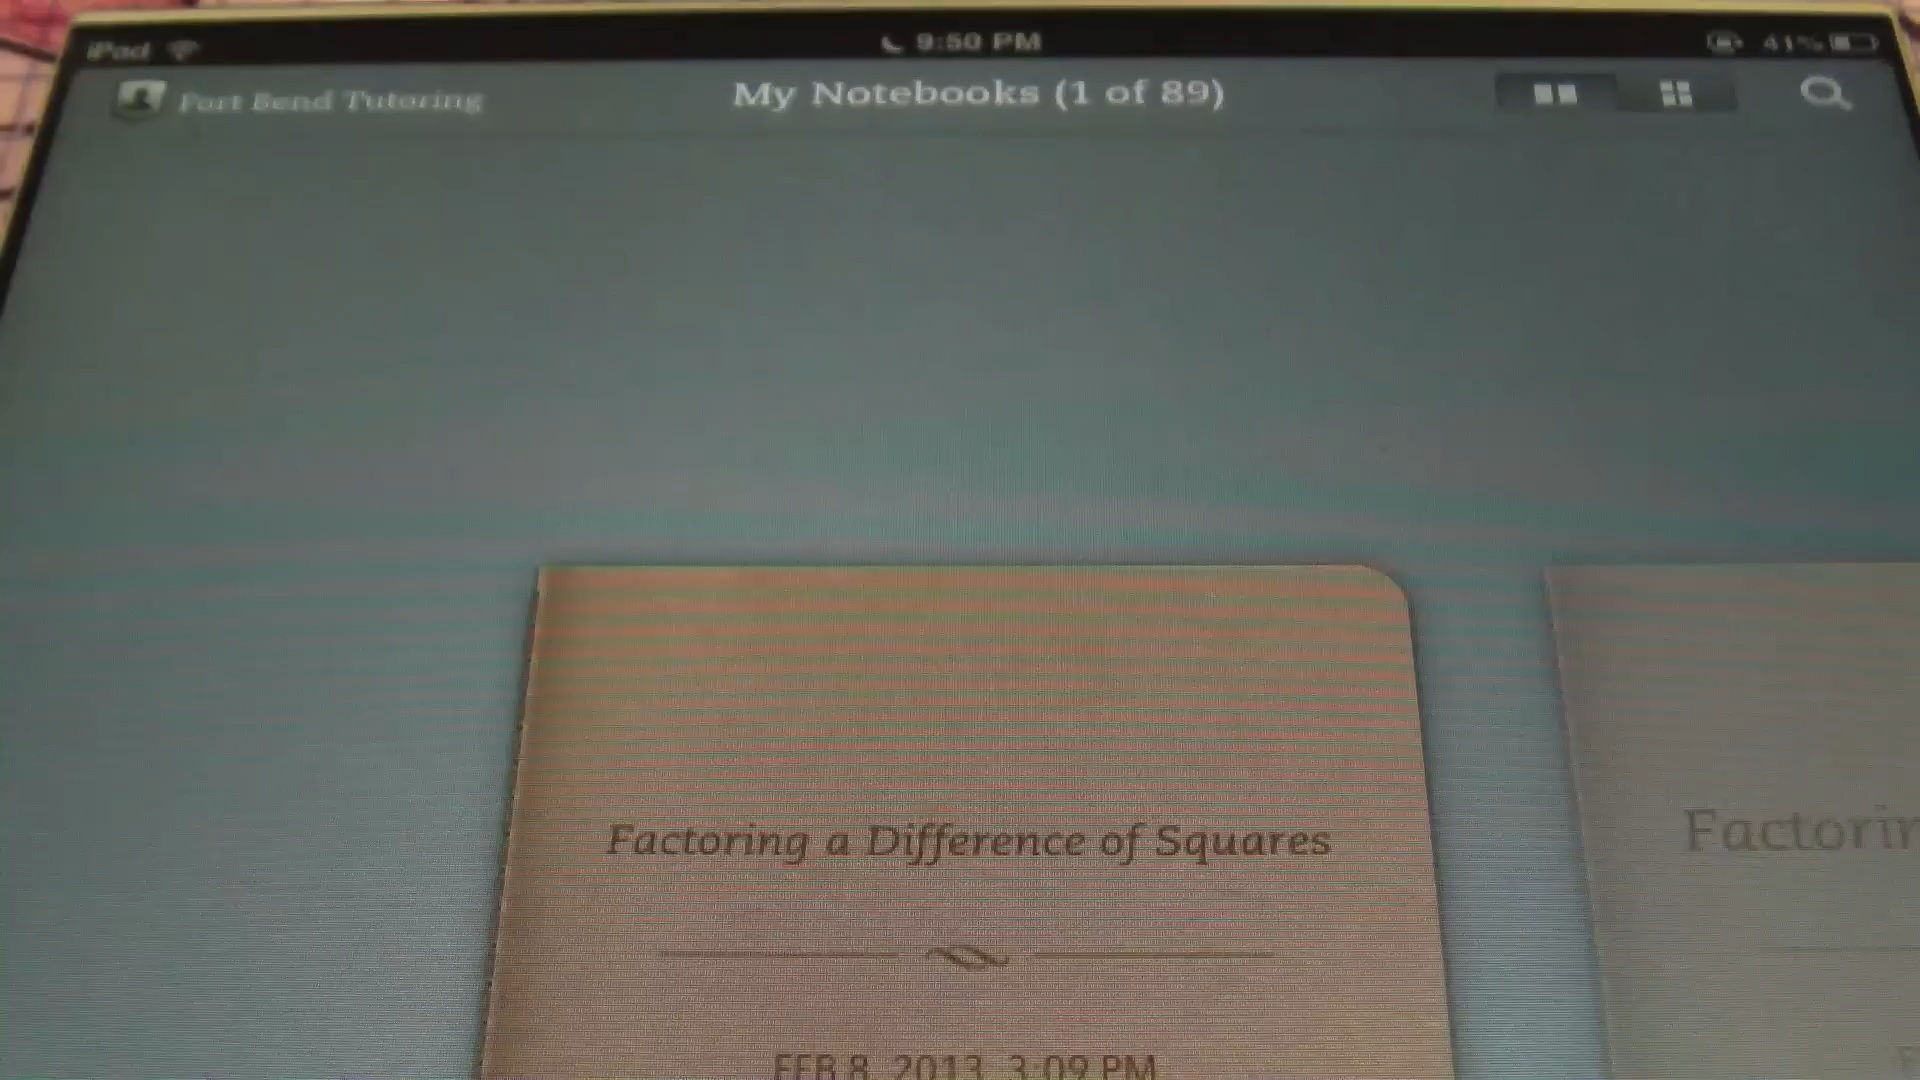 iPad 9:50 PM 41%
Fort Bend Tutoring My Notebooks (1 of 89)
Factoring a Difference of Squares
FEB 8, 2013, 3:09 PM